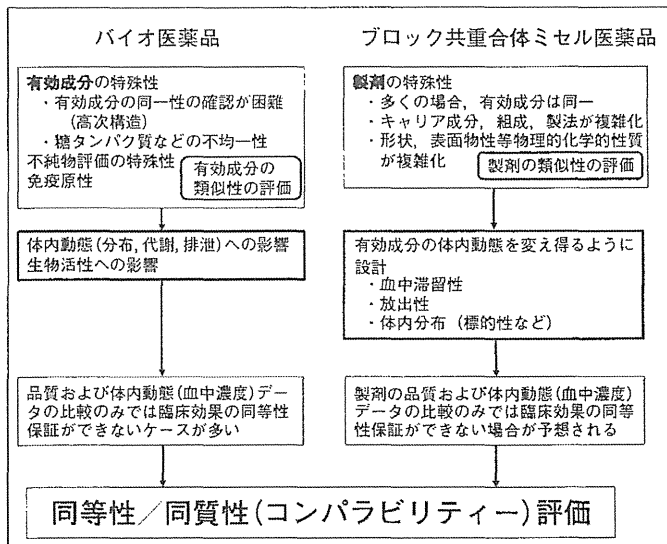 バイオ医薬品
有効成分の特殊性
・有効成分の同一性の確認が困難
(高次構造)
・糖タンパク質などの不均一性
不純物評価の特殊性
免疫原性
有効成分の
類似性の評価
体内動態(分布,代謝,排泄)への影響
生物活性への影響
品質および体内動態(血中濃度)デー
タの比較のみでは臨床効果の同等性
保証ができないケースが多い
ブロック共重合体ミセル医薬品
製剤の特殊性
・多くの場合,有効成分は同一
・キャリア成分,組成,製法が複雑化
・形状,表面物性等物理的化学的性質
が複雑化
製剤の類似性の評価
有効成分の体内動態を変え得るように
設計
・血中滞留性
・放出性
・体内分布(標的性など)
製剤の品質および体内動態(血中濃度)
データの比較のみでは臨床効果の同等
性保証ができない場合が予想される
同等性/同質性(コンパラビリティー)評価